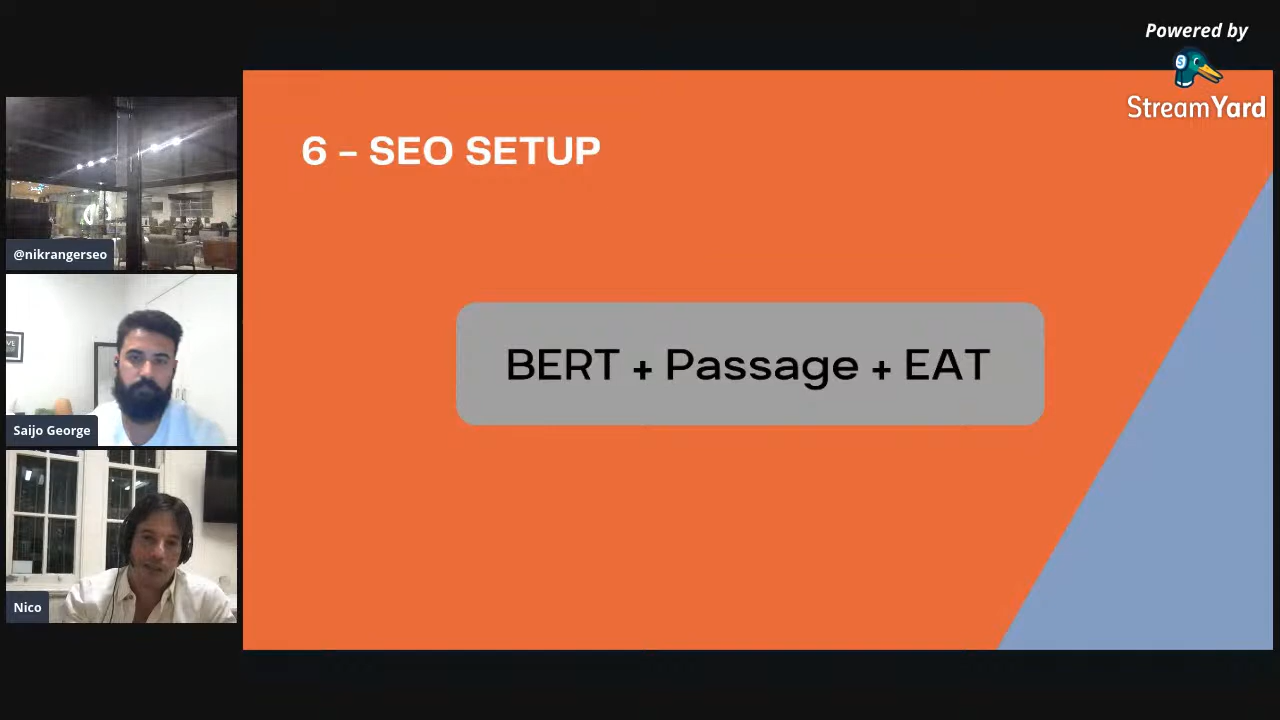 Powered by
StreamYard
6 – SEO SETUP
BERT + Passage + EAT
@nikrangerseo
Saijo George
Nico